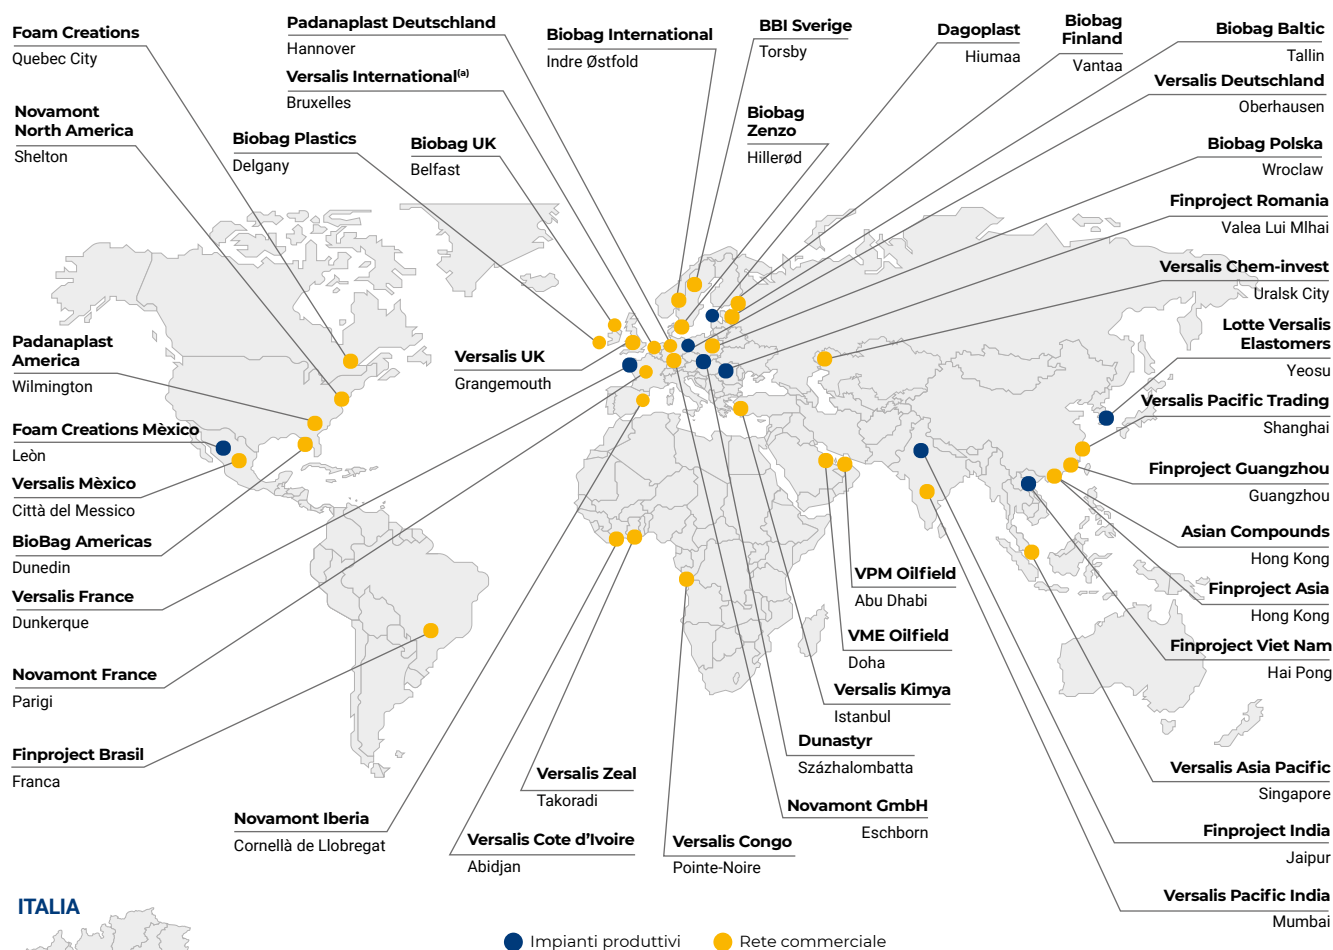 Foam Creations
Quebec City
Novamont
North America
Shelton
Padanaplast Deutschland
Hannover
Versalis International(a)
Bruxelles
Biobag Plastics
Delgany
Biobag UK
Belfast
Biobag International
Indre Østfold
BBI Sverige
Torsby
Biobag
Zenzo
Hillerød
Dagoplast
Hiumaa
Biobag
Finland
Vantaa
Biobag Baltic
Tallin
Versalis Deutschland
Oberhausen
Biobag Polska
Wroclaw
Finproject Romania
Valea Lui MIhai
Versalis Chem-invest
Uralsk City
Lotte Versalis
Elastomers
Yeosu
Versalis Pacific Trading
Shanghai
Finproject Guangzhou
Guangzhou
Asian Compounds
Hong Kong
Finproject Asia
Hong Kong
Finproject Viet Nam
Hai Pong
Versalis Asia Pacific
Singapore
Finproject India
Jaipur
Versalis Pacific India
Mumbai
Versalis UK
Grangemouth
Padanaplast
America
Wilmington
Foam Creations Mèxico
Leòn
Versalis Mèxico
Città del Messico
BioBag Americas
Dunedin
Versalis France
Dunkerque
Novamont France
Parigi
Finproject Brasil
Franca
Novamont Iberia
Cornellà de Llobregat
Versalis Zeal
Takoradi
Versalis Cote d'Ivoire
Abidjan
Versalis Congo
Pointe-Noire
VPM Oilfield
Abu Dhabi
VME Oilfield
Doha
Versalis Kimya
Istanbul
Dunastyr
Százhalombatta
Novamont GmbH
Eschborn
ITALIA
Impianti produttivi
Rete commerciale